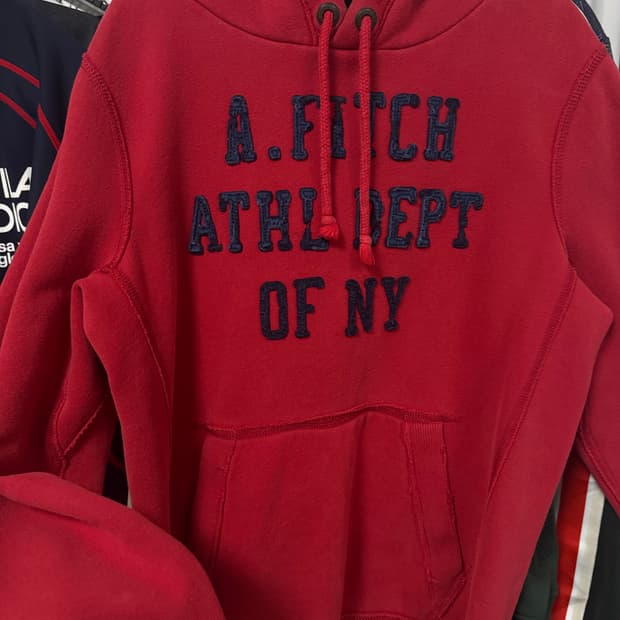 A. FITCH
ATHL DEPT
OF NY